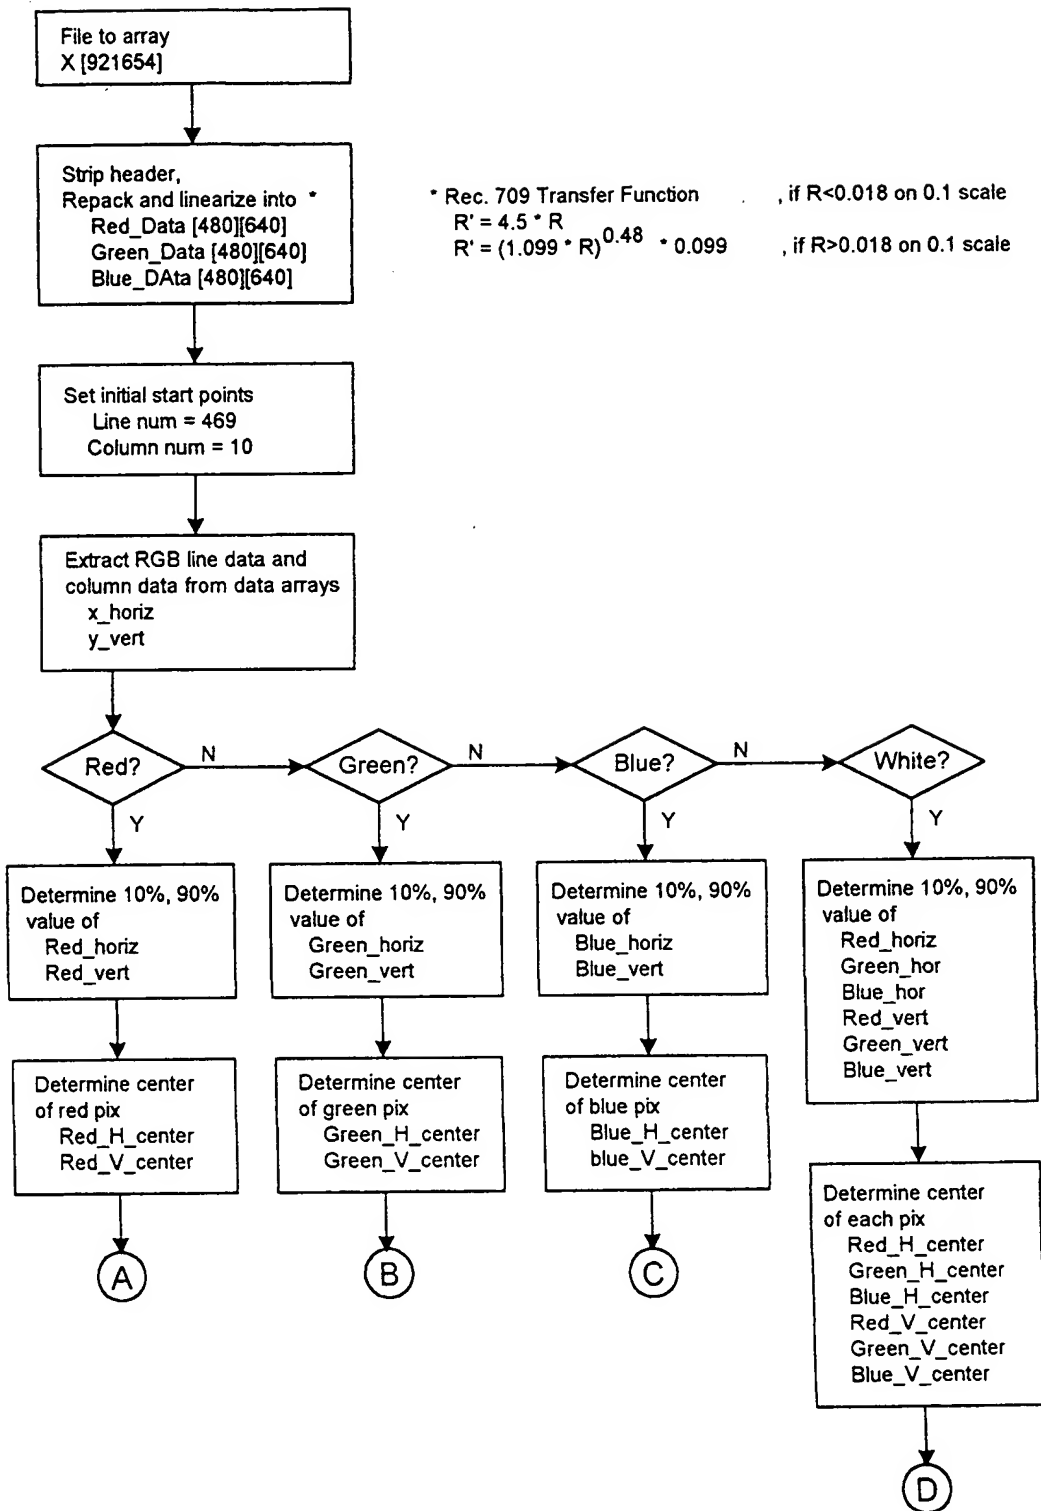 File to array
X [921654]
Strip header,
Repack and linearize into *
Red_Data [480][640]
Green_Data [480][640]
Blue_DAta [480][640]
* Rec. 709 Transfer Function , if R<0.018 on 0.1 scale
R' = 4.5 * R
R' = (1.099 * R)^0.48 * 0.099 , if R>0.018 on 0.1 scale
Set initial start points
Line num = 469
Column num = 10
Extract RGB line data and
column data from data arrays
x_horiz
y_vert
Red?
N
Green?
N
Blue?
N
White?
Y
Y
Y
Y
Determine 10%, 90%
value of
Red_horiz
Red_vert
Determine 10%, 90%
value of
Green_horiz
Green_vert
Determine 10%, 90%
value of
Blue_horiz
Blue_vert
Determine 10%, 90%
value of
Red_horiz
Green_hor
Blue_hor
Red_vert
Green_vert
Blue_vert
Determine center
of red pix
Red_H_center
Red_V_center
Determine center
of green pix
Green_H_center
Green_V_center
Determine center
of blue pix
Blue_H_center
blue_V_center
Determine center
of each pix
Red_H_center
Green_H_center
Blue_H_center
Red_V_center
Green_V_center
Blue_V_center
A
B
C
D